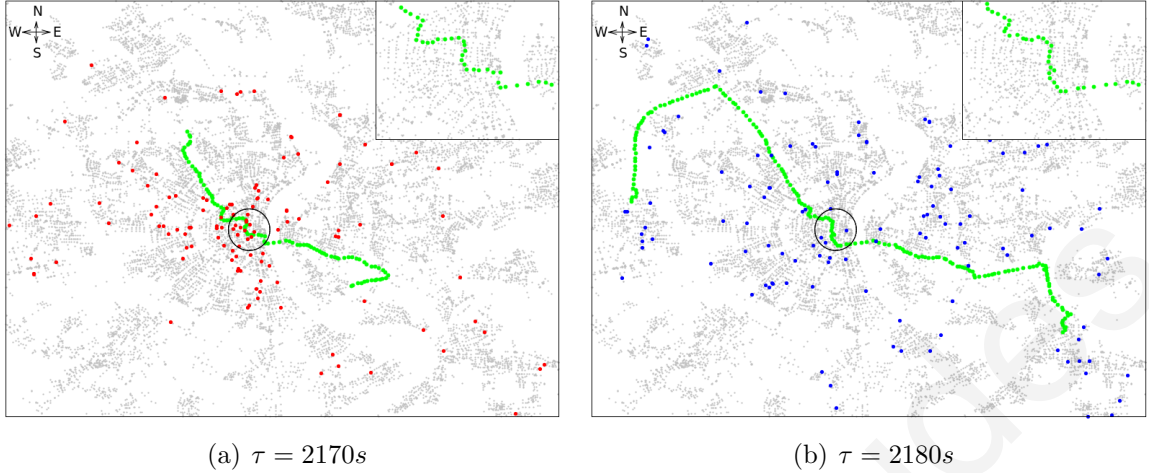 N
W E
S
N
W E
S
(a) τ = 2170s
(b) τ = 2180s